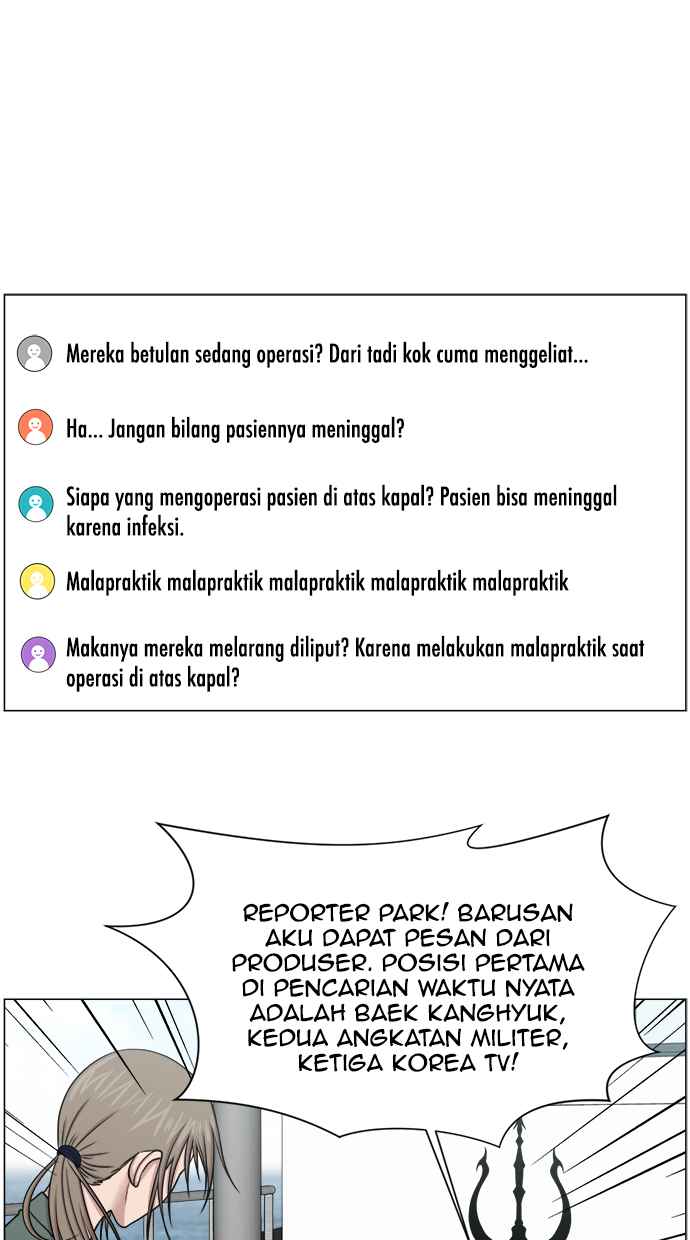 Mereka betulan sedang operasi? Dari tadi kok cuma menggeliat...
Ha... Jangan bilang pasiennya meninggal?
Siapa yang mengoperasi pasien di atas kapal? Pasien bisa meninggal
karena infeksi.
Malapraktik malapraktik malapraktik malapraktik malapraktik
Makanya mereka melarang diliput? Karena melakukan malapraktik saat
operasi di atas kapal?
REPORTER PARK! BARUSAN
AKU DAPAT PESAN DARI
PRODUSER. POSISI PERTAMA
DI PENCARIAN WAKTU NYATA
ADALAH BAEK KANGHYUK,
KEDUA ANGKATAN MILITER,
KETIGA KOREA TV!